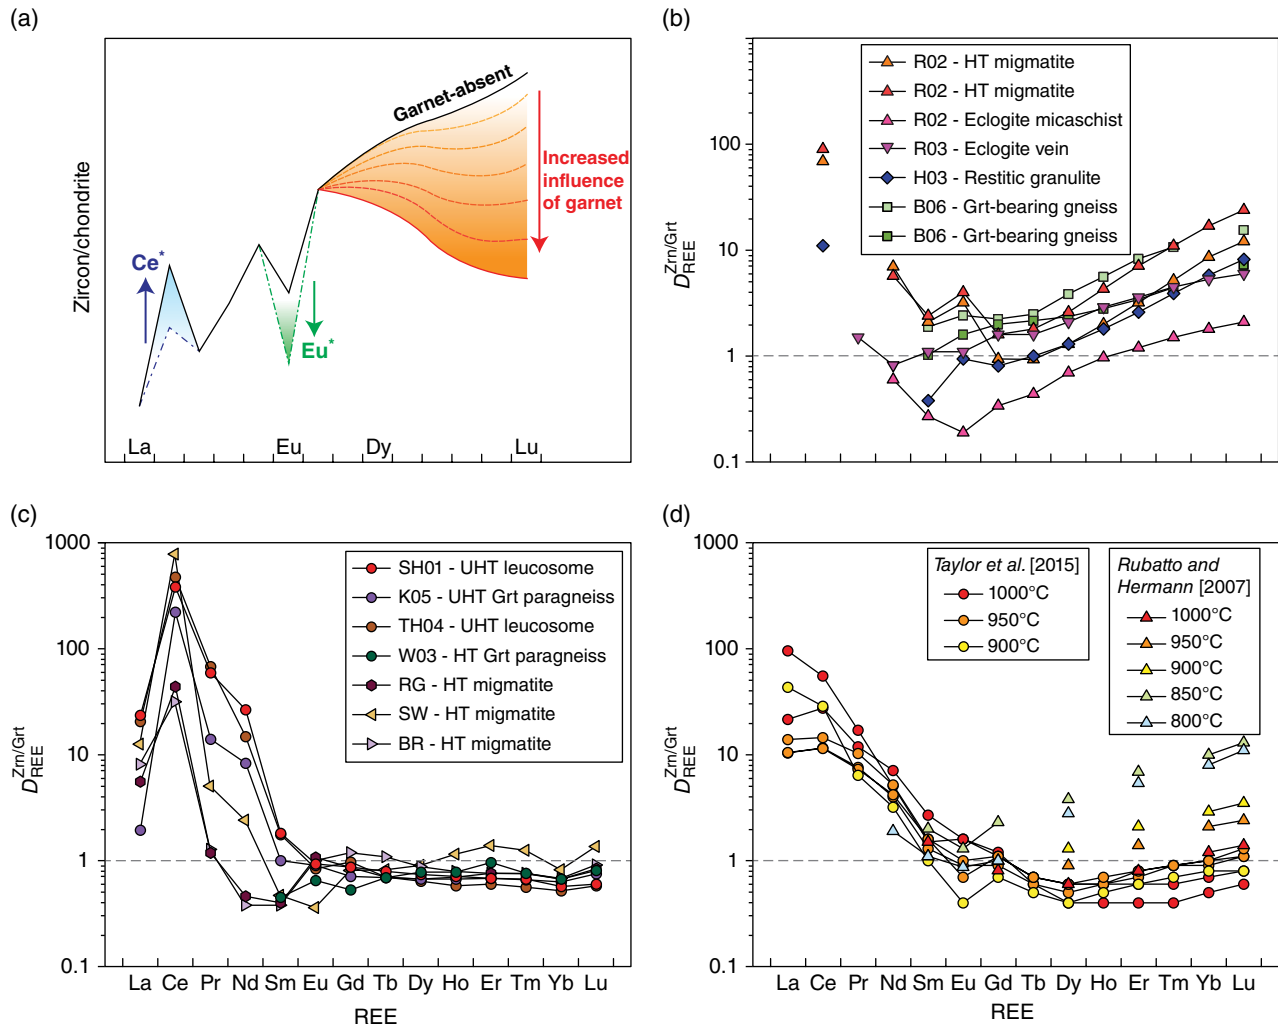 (a)
Zircon/chondrite
Garnet-absent
Increased
influence
of garnet
Ce*
Eu*
La
Eu
Dy
Lu
(b)
D REE Zrn/Grt
100
10
1
0.1
R02 - HT migmatite
R02 - HT migmatite
R02 - Eclogite micaschist
R03 - Eclogite vein
H03 - Restitic granulite
B06 - Grt-bearing gneiss
B06 - Grt-bearing gneiss
(c)
D REE Zrn/Grt
1000
100
10
1
0.1
SH01 - UHT leucosome
K05 - UHT Grt paragneiss
TH04 - UHT leucosome
W03 - HT Grt paragneiss
RG - HT migmatite
SW - HT migmatite
BR - HT migmatite
La Ce Pr Nd Sm Eu Gd Tb Dy Ho Er Tm Yb Lu
REE
(d)
D REE Zrn/Grt
1000
100
10
1
0.1
Taylor et al. [2015]
1000°C
950°C
900°C
Rubatto and
Hermann [2007]
1000°C
950°C
900°C
850°C
800°C
La Ce Pr Nd Sm Eu Gd Tb Dy Ho Er Tm Yb Lu
REE